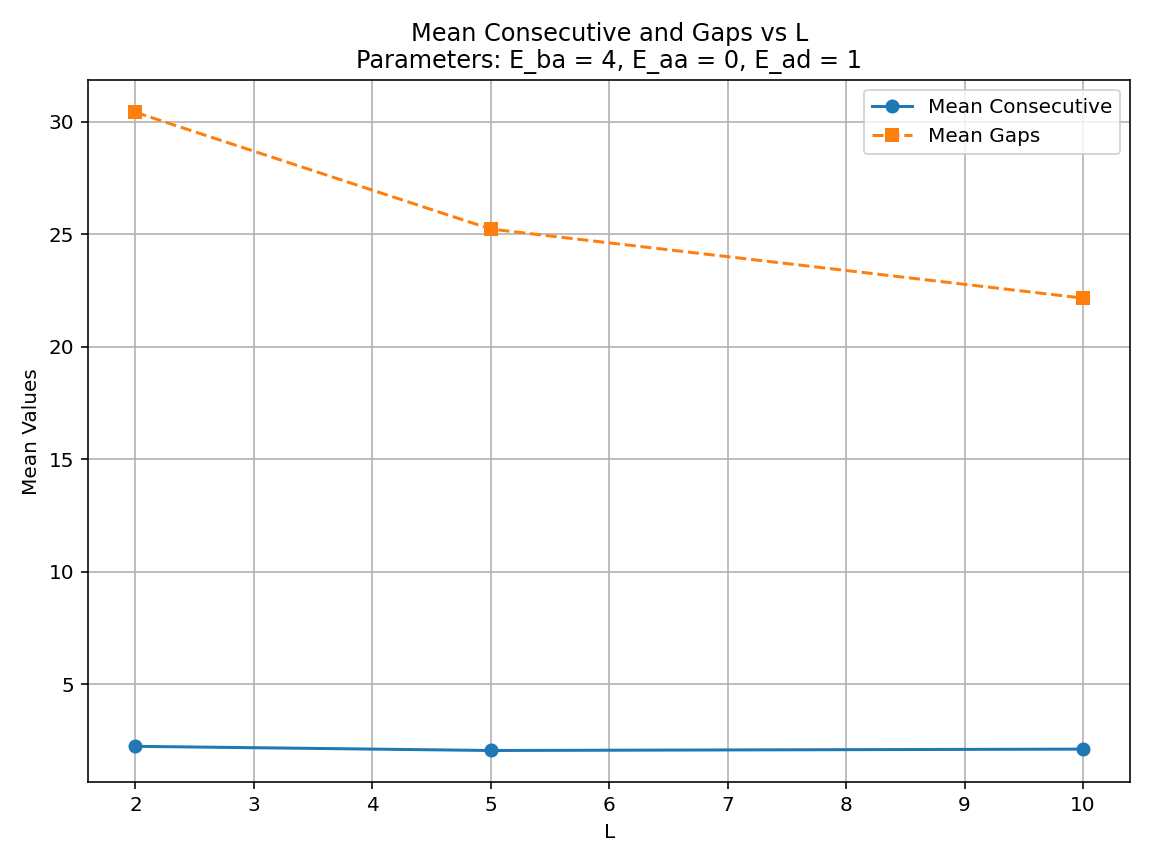 Mean Consecutive and Gaps vs L
Parameters: E_ba = 4, E_aa = 0, E_ad = 1
Mean Consecutive
Mean Gaps
Mean Values
30
25
20
15
10
5
2 3 4 5 6 7 8 9 10
L